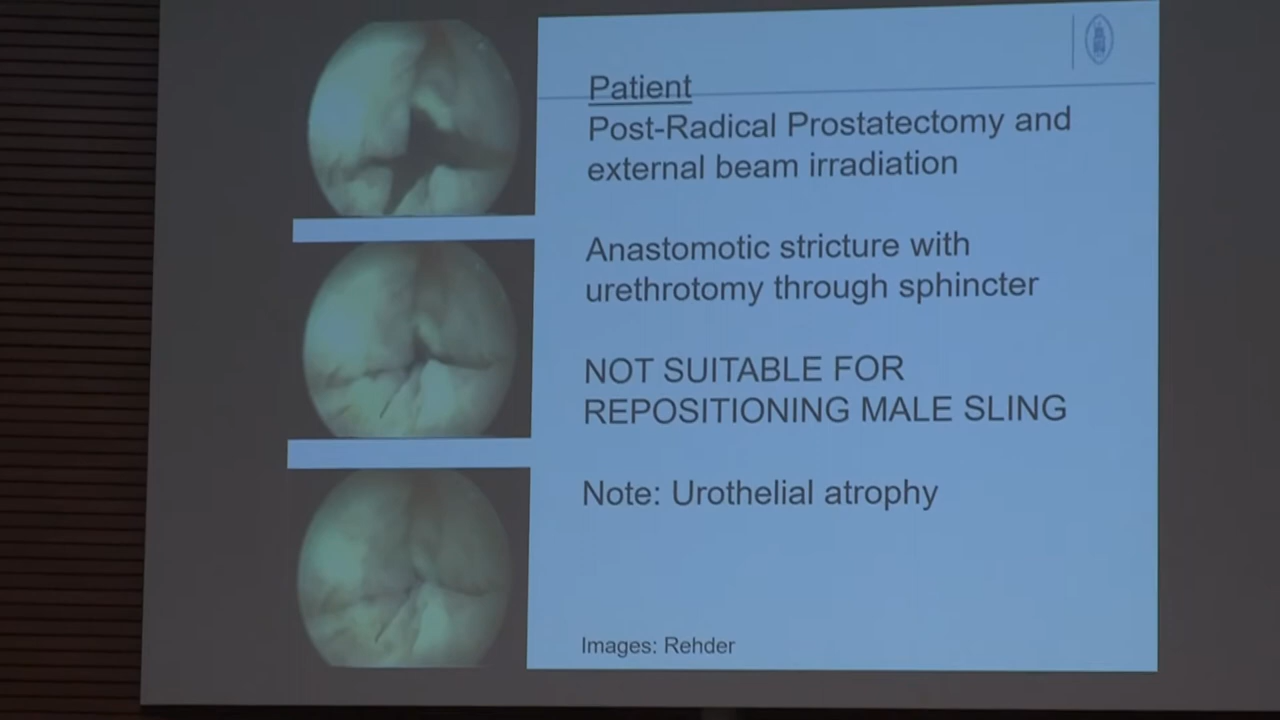 Patient
Post-Radical Prostatectomy and
external beam irradiation
Anastomotic stricture with
urethrotomy through sphincter
NOT SUITABLE FOR
REPOSITIONING MALE SLING
Note: Urothelial atrophy
Images: Rehder